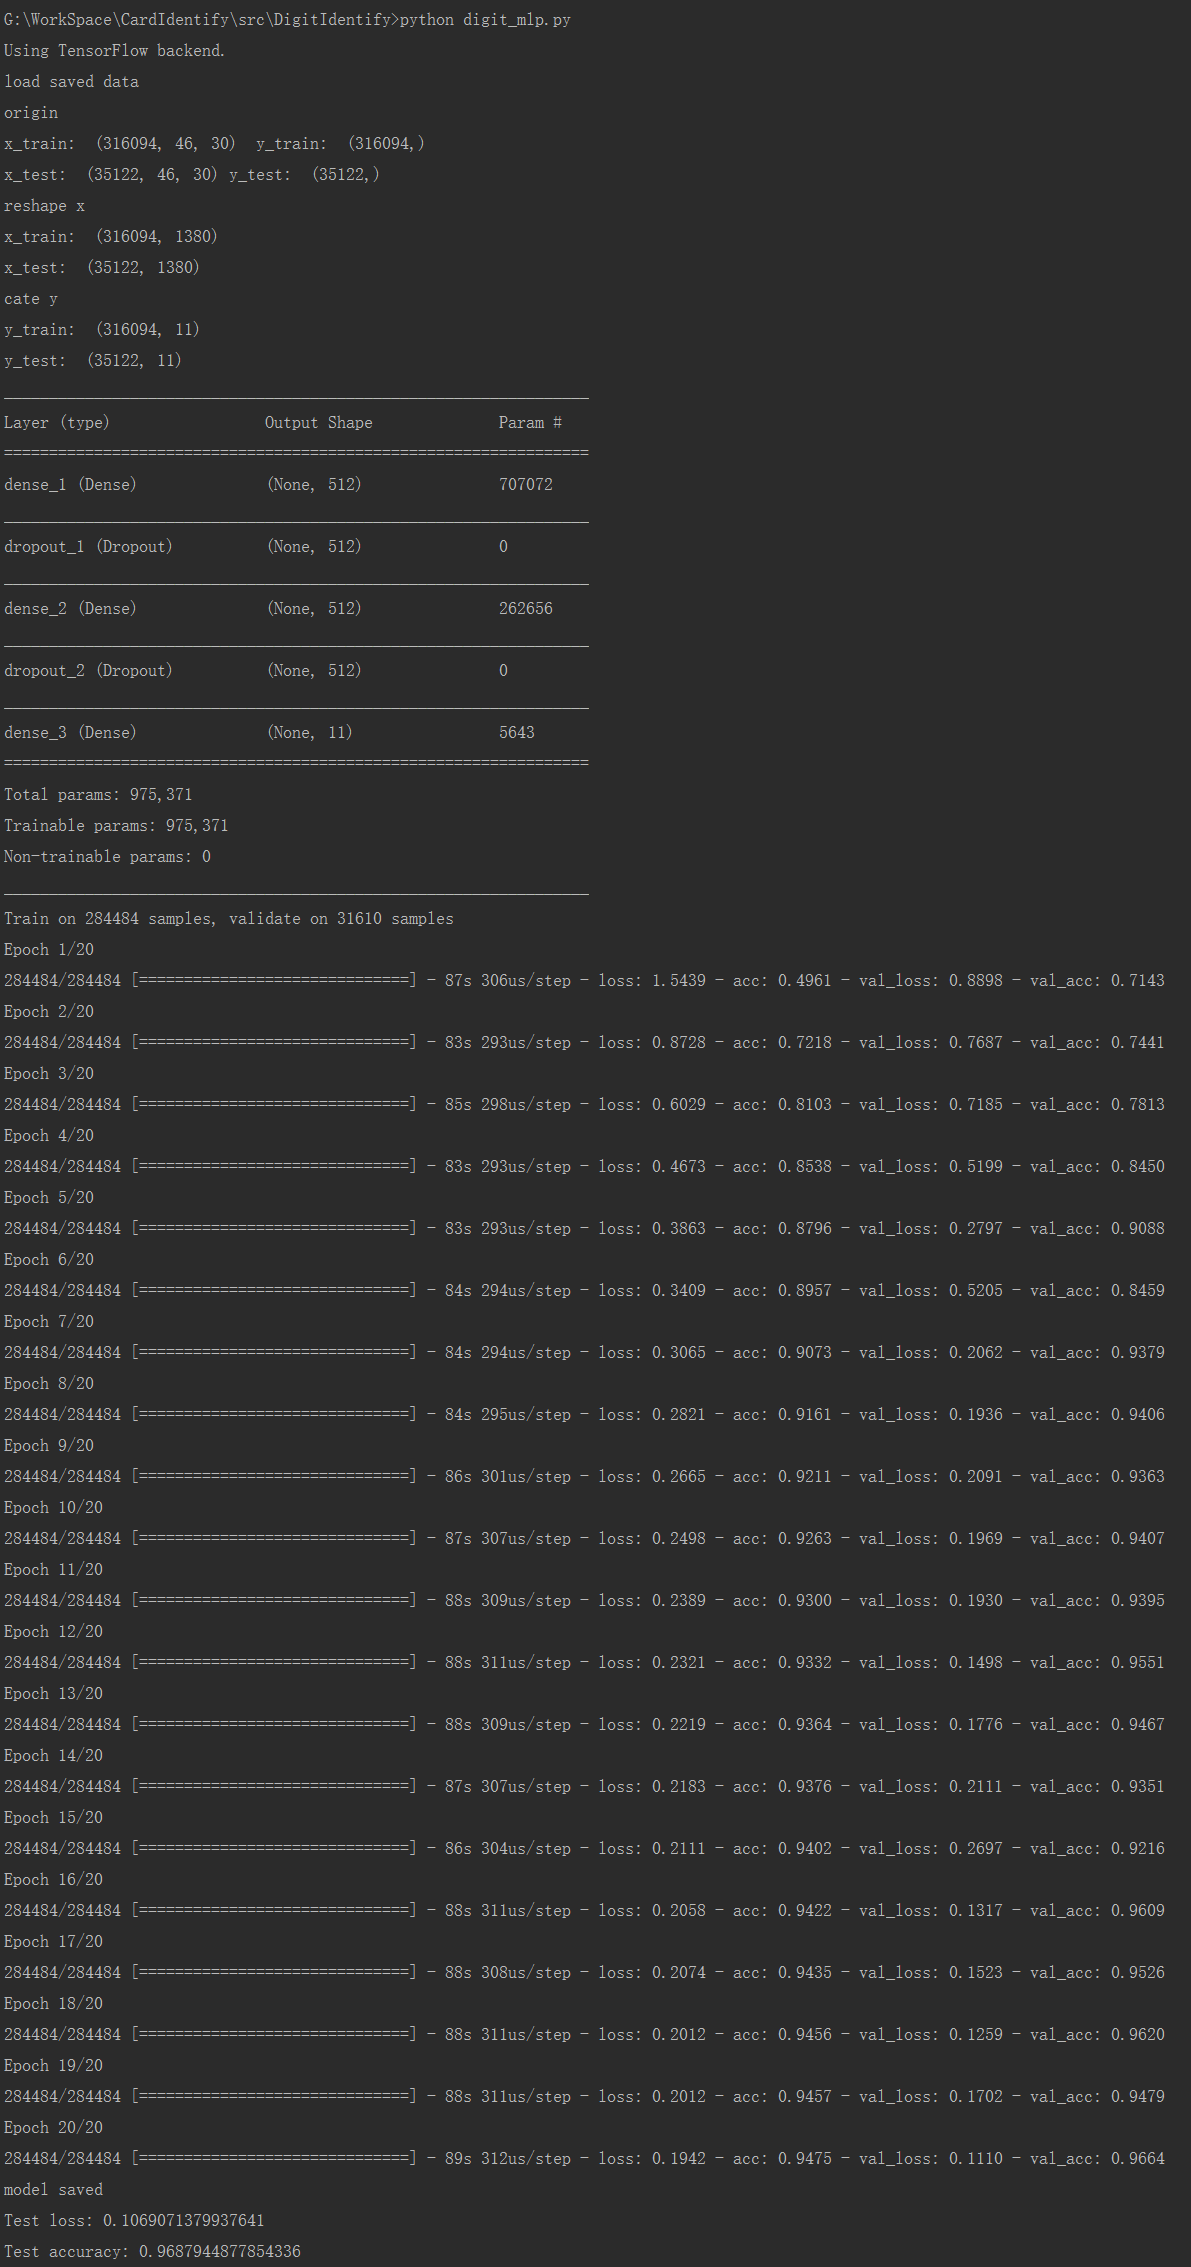 G:\WorkSpace\CardIdentify\src\DigitIdentify>python digit_mlp.py
Using TensorFlow backend.
load saved data
origin
x_train:  (316094, 46, 30)  y_train:  (316094,)
x_test:  (35122, 46, 30) y_test:  (35122,)
reshape x
x_train:  (316094, 1380)
x_test:  (35122, 1380)
cate y
y_train:  (316094, 11)
y_test:  (35122, 11)
_________________________________________________________________
Layer (type)                 Output Shape              Param #
=================================================================
dense_1 (Dense)              (None, 512)               707072
_________________________________________________________________
dropout_1 (Dropout)          (None, 512)               0
_________________________________________________________________
dense_2 (Dense)              (None, 512)               262656
_________________________________________________________________
dropout_2 (Dropout)          (None, 512)               0
_________________________________________________________________
dense_3 (Dense)              (None, 11)                5643
=================================================================
Total params: 975,371
Trainable params: 975,371
Non-trainable params: 0
_________________________________________________________________
Train on 284484 samples, validate on 31610 samples
Epoch 1/20
284484/284484 [==============================] - 87s 306us/step - loss: 1.5439 - acc: 0.4961 - val_loss: 0.8898 - val_acc: 0.7143
Epoch 2/20
284484/284484 [==============================] - 83s 293us/step - loss: 0.8728 - acc: 0.7218 - val_loss: 0.7687 - val_acc: 0.7441
Epoch 3/20
284484/284484 [==============================] - 85s 298us/step - loss: 0.6029 - acc: 0.8103 - val_loss: 0.7185 - val_acc: 0.7813
Epoch 4/20
284484/284484 [==============================] - 83s 293us/step - loss: 0.4673 - acc: 0.8538 - val_loss: 0.5199 - val_acc: 0.8450
Epoch 5/20
284484/284484 [==============================] - 83s 293us/step - loss: 0.3863 - acc: 0.8796 - val_loss: 0.2797 - val_acc: 0.9088
Epoch 6/20
284484/284484 [==============================] - 84s 294us/step - loss: 0.3409 - acc: 0.8957 - val_loss: 0.5205 - val_acc: 0.8459
Epoch 7/20
284484/284484 [==============================] - 84s 294us/step - loss: 0.3065 - acc: 0.9073 - val_loss: 0.2062 - val_acc: 0.9379
Epoch 8/20
284484/284484 [==============================] - 84s 295us/step - loss: 0.2821 - acc: 0.9161 - val_loss: 0.1936 - val_acc: 0.9406
Epoch 9/20
284484/284484 [==============================] - 86s 301us/step - loss: 0.2665 - acc: 0.9211 - val_loss: 0.2091 - val_acc: 0.9363
Epoch 10/20
284484/284484 [==============================] - 87s 307us/step - loss: 0.2498 - acc: 0.9263 - val_loss: 0.1969 - val_acc: 0.9407
Epoch 11/20
284484/284484 [==============================] - 88s 309us/step - loss: 0.2389 - acc: 0.9300 - val_loss: 0.1930 - val_acc: 0.9395
Epoch 12/20
284484/284484 [==============================] - 88s 311us/step - loss: 0.2321 - acc: 0.9332 - val_loss: 0.1498 - val_acc: 0.9551
Epoch 13/20
284484/284484 [==============================] - 88s 309us/step - loss: 0.2219 - acc: 0.9364 - val_loss: 0.1776 - val_acc: 0.9467
Epoch 14/20
284484/284484 [==============================] - 87s 307us/step - loss: 0.2183 - acc: 0.9376 - val_loss: 0.2111 - val_acc: 0.9351
Epoch 15/20
284484/284484 [==============================] - 86s 304us/step - loss: 0.2111 - acc: 0.9402 - val_loss: 0.2697 - val_acc: 0.9216
Epoch 16/20
284484/284484 [==============================] - 88s 311us/step - loss: 0.2058 - acc: 0.9422 - val_loss: 0.1317 - val_acc: 0.9609
Epoch 17/20
284484/284484 [==============================] - 88s 308us/step - loss: 0.2074 - acc: 0.9435 - val_loss: 0.1523 - val_acc: 0.9526
Epoch 18/20
284484/284484 [==============================] - 88s 311us/step - loss: 0.2012 - acc: 0.9456 - val_loss: 0.1259 - val_acc: 0.9620
Epoch 19/20
284484/284484 [==============================] - 88s 311us/step - loss: 0.2012 - acc: 0.9457 - val_loss: 0.1702 - val_acc: 0.9479
Epoch 20/20
284484/284484 [==============================] - 89s 312us/step - loss: 0.1942 - acc: 0.9475 - val_loss: 0.1110 - val_acc: 0.9664
model saved
Test loss: 0.1069071379937641
Test accuracy: 0.9687944877854336